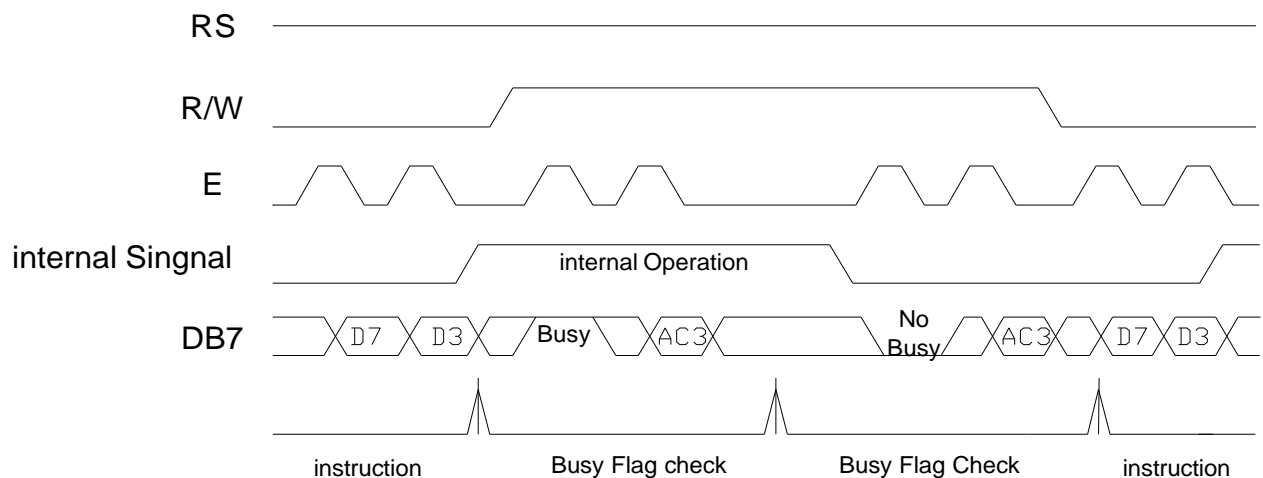 RS
R/W
E
internal Singnal
internal Operation
DB7
D7 D3 Busy AC3 No Busy AC3 D7 D3
instruction Busy Flag check Busy Flag Check instruction